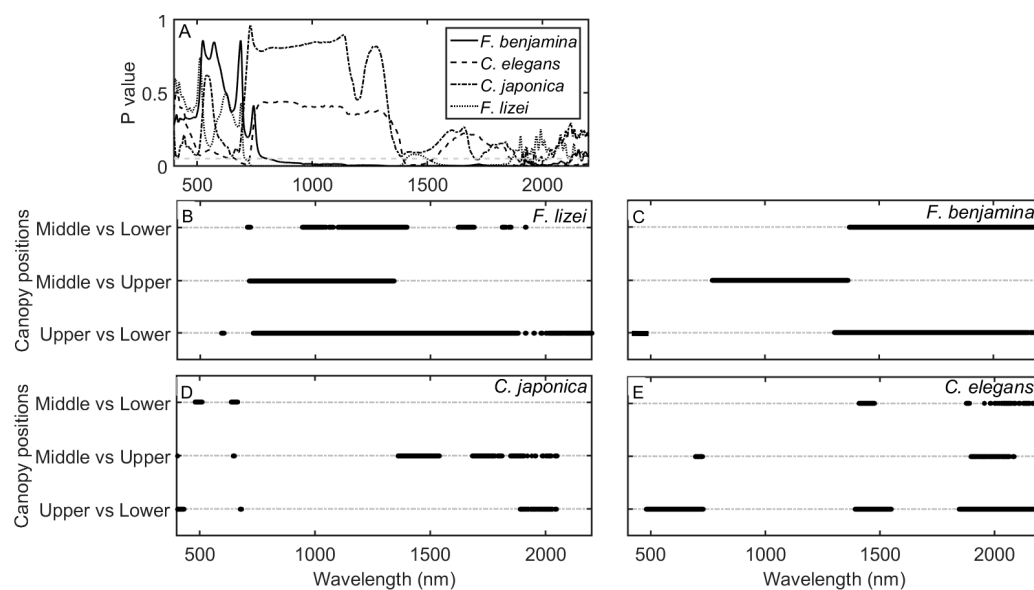 A
P value
1
0.5
0
500 1000 1500 2000
F. benjamina
C. elegans
C. japonica
F. lizei
B
F. lizei
Canopy positions
Middle vs Lower
Middle vs Upper
Upper vs Lower
C
F. benjamina
D
C. japonica
Canopy positions
Middle vs Lower
Middle vs Upper
Upper vs Lower
500 1000 1500 2000
Wavelength (nm)
E
C. elegans
500 1000 1500 2000
Wavelength (nm)